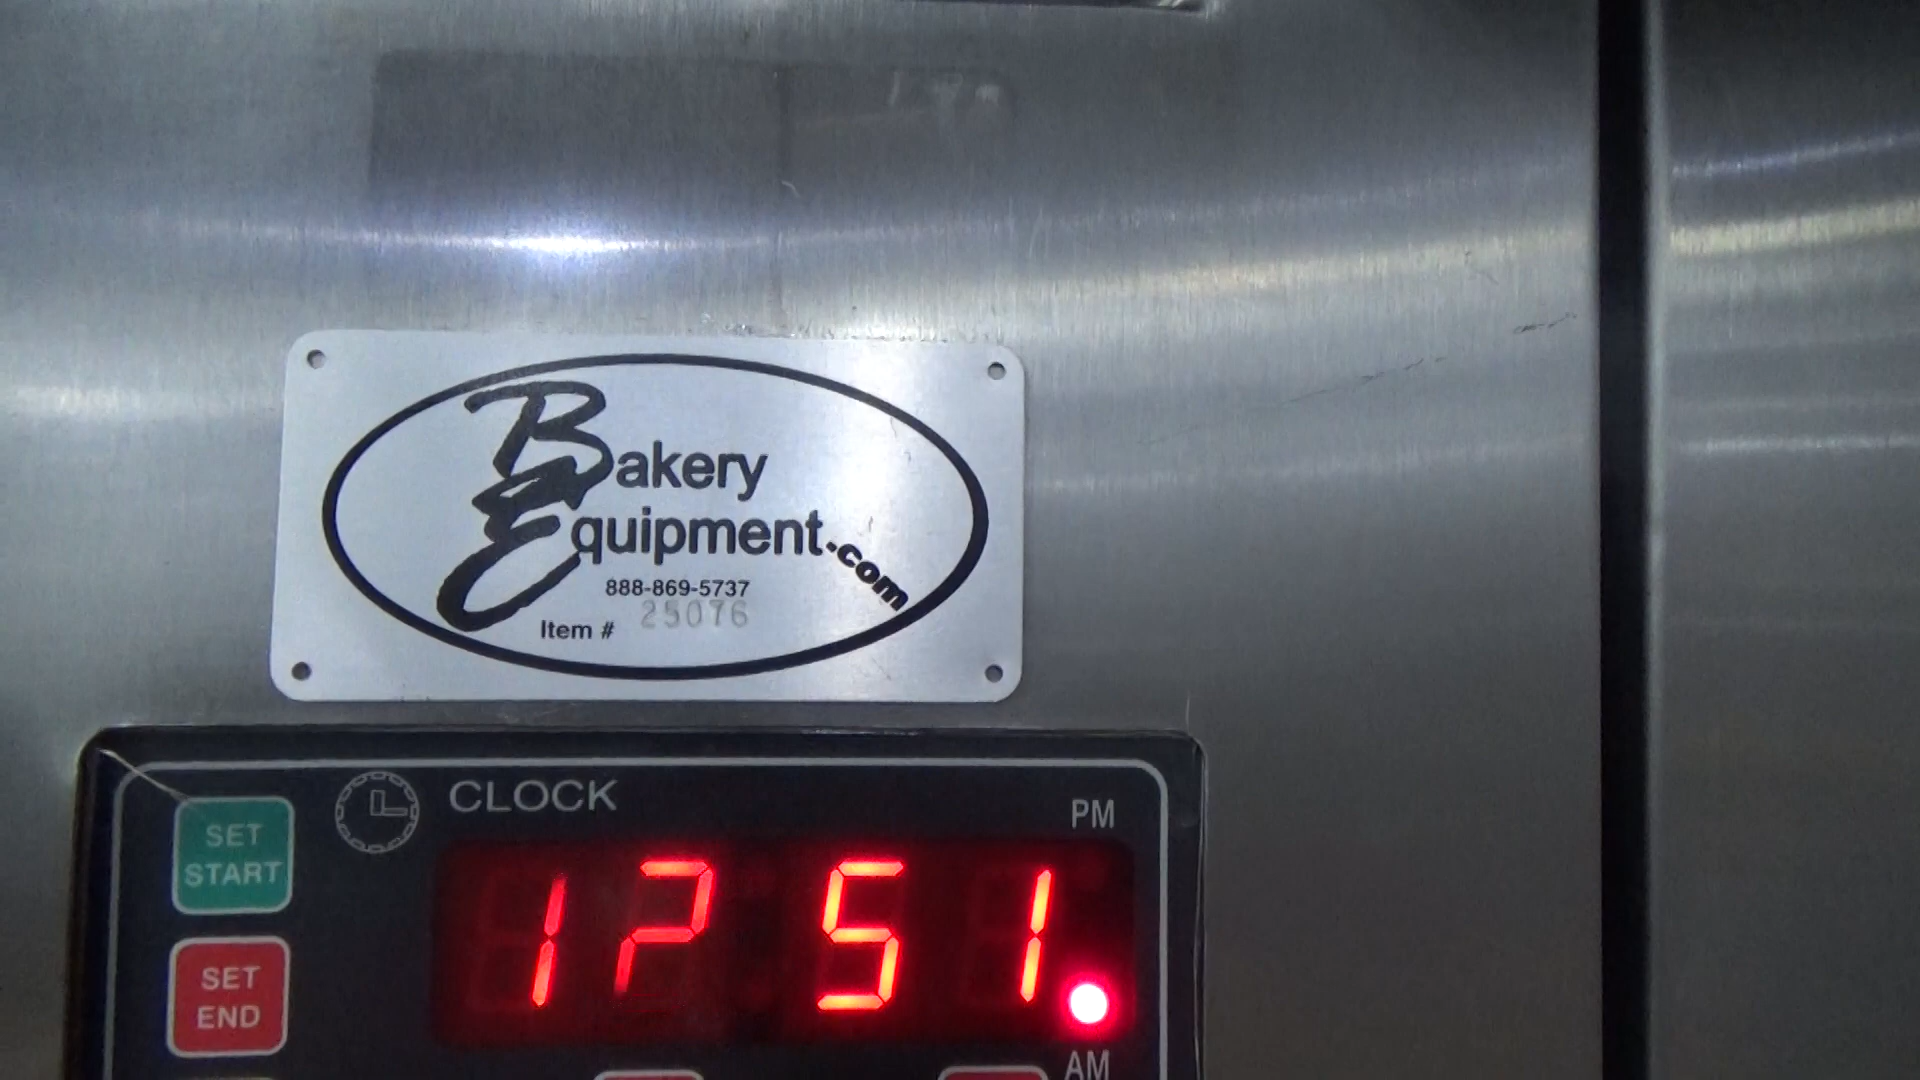 Bakery
Equipment.com
888-869-5737
Item # 25076
CLOCK
PM
SET
START
12 51
SET
END
AM